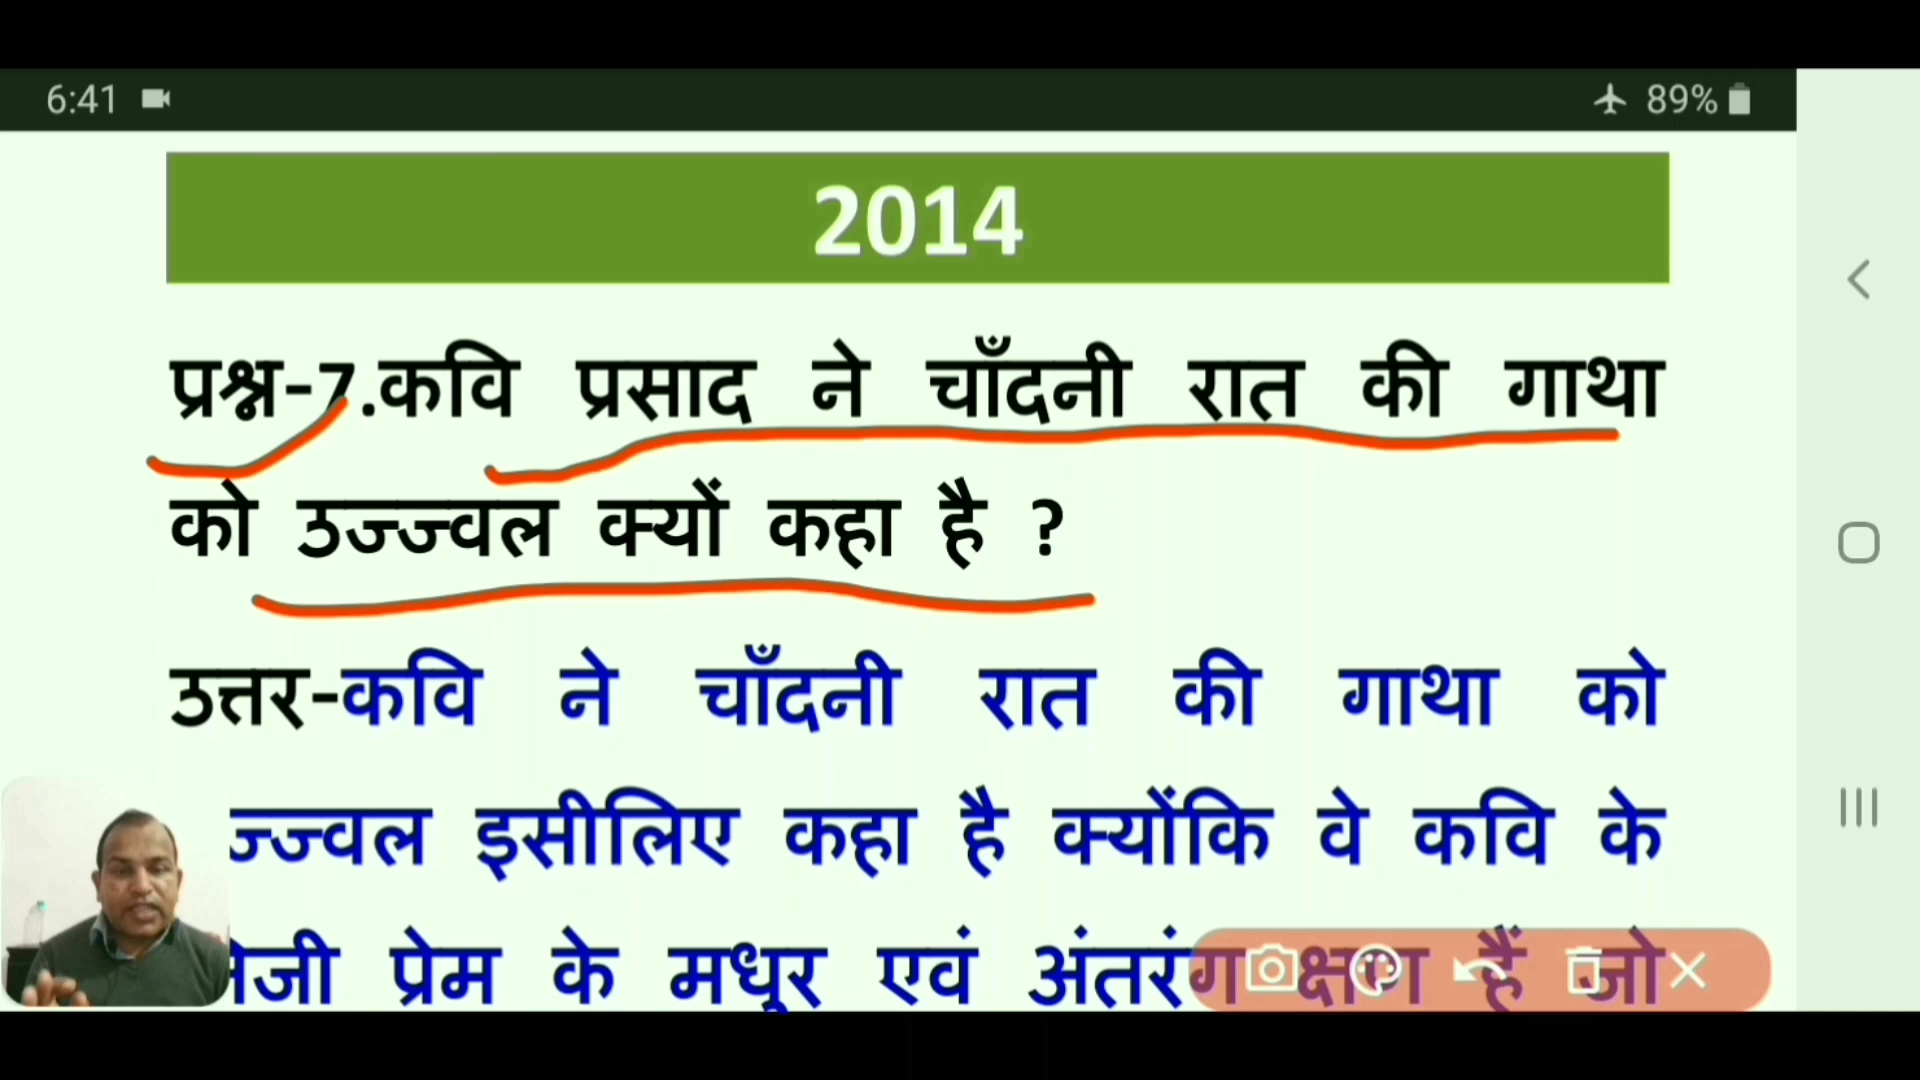 6:41
89%
2014
प्रश्न-7.कवि प्रसाद ने चाँदनी रात की गाथा
को उज्ज्वल क्यों कहा है ?
उत्तर-कवि ने चाँदनी रात की गाथा को
ज्ज्वल इसीलिए कहा है क्योंकि वे कवि के
प्रेम के मधुर एवं अंतरंग क्षण हैं जो